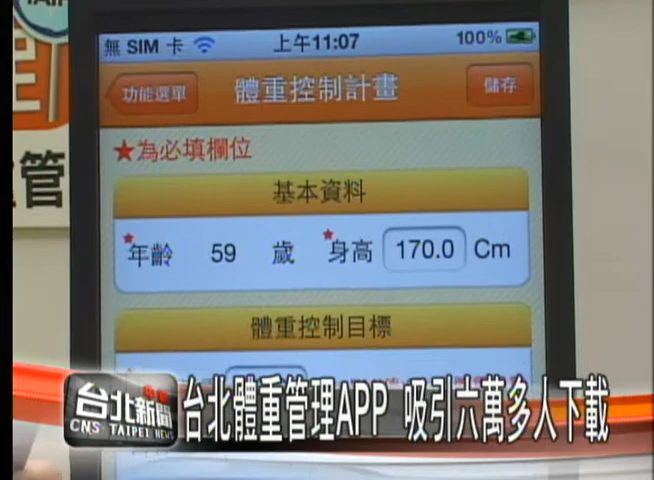 無 SIM 卡 上午11:07 100%
功能選單 體重控制計畫 儲存
★為必填欄位
基本資料
★年齡 59 歲 ★身高 170.0 Cm
體重控制目標
管
台北新聞 台北體重管理APP 吸引六萬多人下載
CNS TAIPEI NEWS